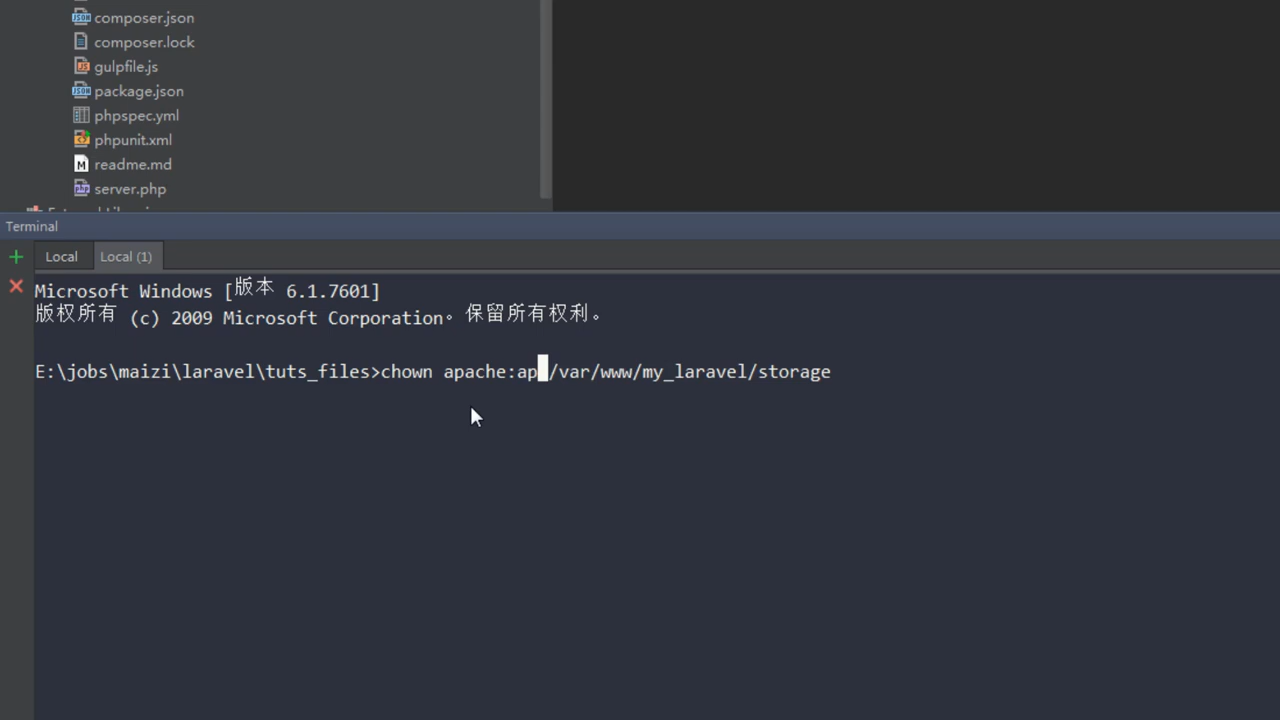 composer.json
composer.lock
gulpfile.js
package.json
phpspec.yml
phpunit.xml
readme.md
server.php
Terminal
Local
Local (1)
Microsoft Windows [版本 6.1.7601]
版权所有 (c) 2009 Microsoft Corporation。保留所有权利。
E:\jobs\maizi\laravel\tuts_files>chown apache:ap /var/www/my_laravel/storage